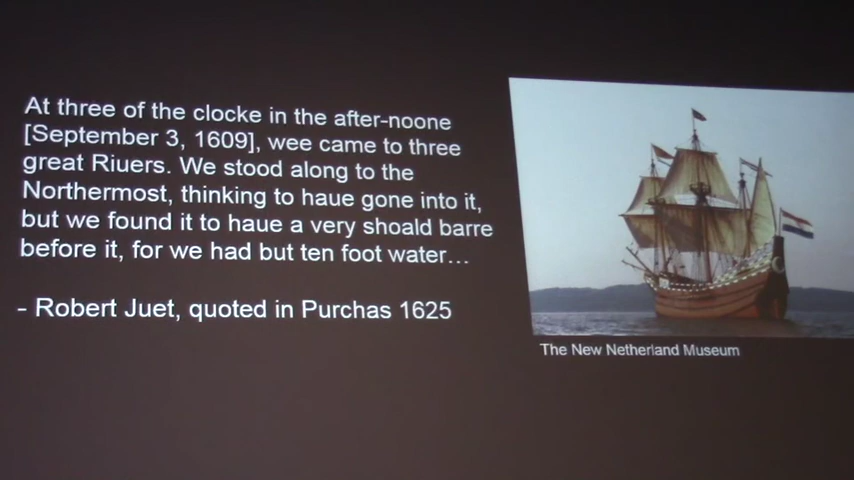 At three of the clocke in the after-noone
[September 3, 1609], wee came to three
great Riuers. We stood along to the
Northermost, thinking to haue gone into it,
but we found it to haue a very shoald barre
before it, for we had but ten foot water…
- Robert Juet, quoted in Purchas 1625
The New Netherland Museum